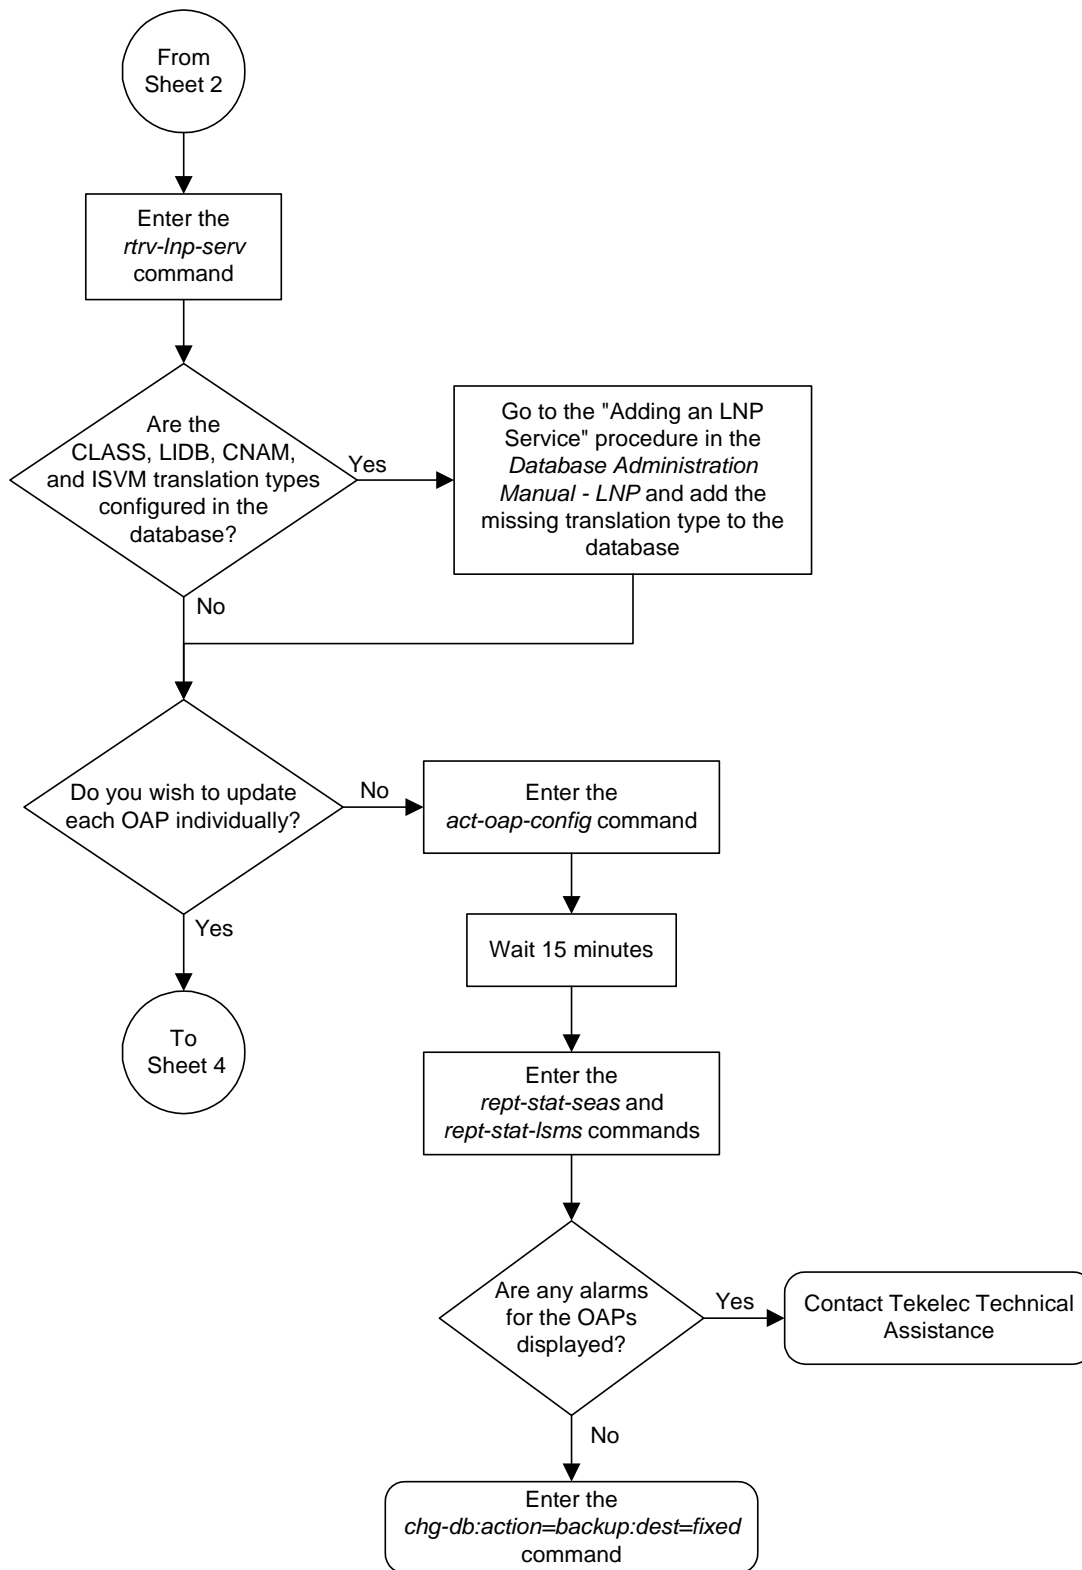 From
Sheet 2
Enter the
rtrv-lnp-serv
command
Are the
CLASS, LIDB, CNAM,
and ISVM translation types
configured in the
database?
Yes
Go to the "Adding an LNP
Service" procedure in the
Database Administration
Manual - LNP and add the
missing translation type to the
database
No
Do you wish to update
each OAP individually?
No
Enter the
act-oap-config command
Yes
Wait 15 minutes
To
Sheet 4
Enter the
rept-stat-seas and
rept-stat-lsms commands
Are any alarms
for the OAPs
displayed?
Yes
Contact Tekelec Technical
Assistance
No
Enter the
chg-db:action=backup:dest=fixed
command